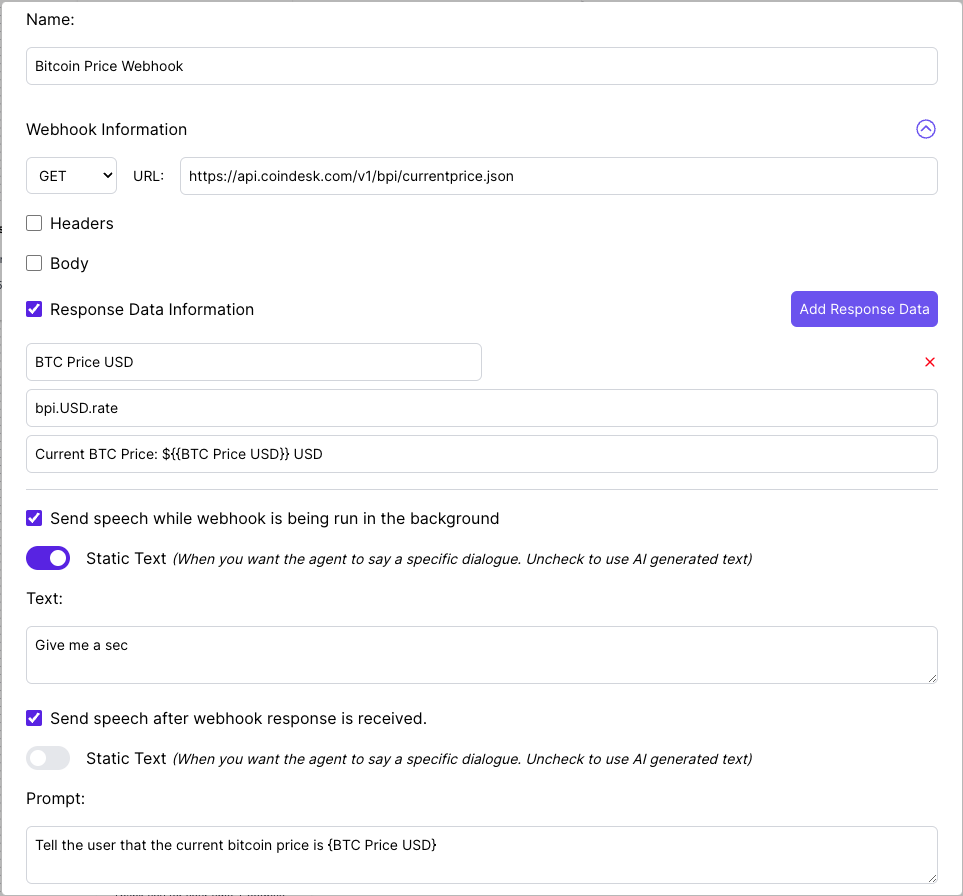 Name:
Bitcoin Price Webhook
Webhook Information
GET URL: https://api.coindesk.com/v1/bpi/currentprice.json
Headers
Body
Response Data Information Add Response Data
BTC Price USD
bpi.USD.rate
Current BTC Price: ${{BTC Price USD}} USD
Send speech while webhook is being run in the background
Static Text (When you want the agent to say a specific dialogue. Uncheck to use AI generated text)
Text:
Give me a sec
Send speech after webhook response is received.
Static Text (When you want the agent to say a specific dialogue. Uncheck to use AI generated text)
Prompt:
Tell the user that the current bitcoin price is {BTC Price USD}